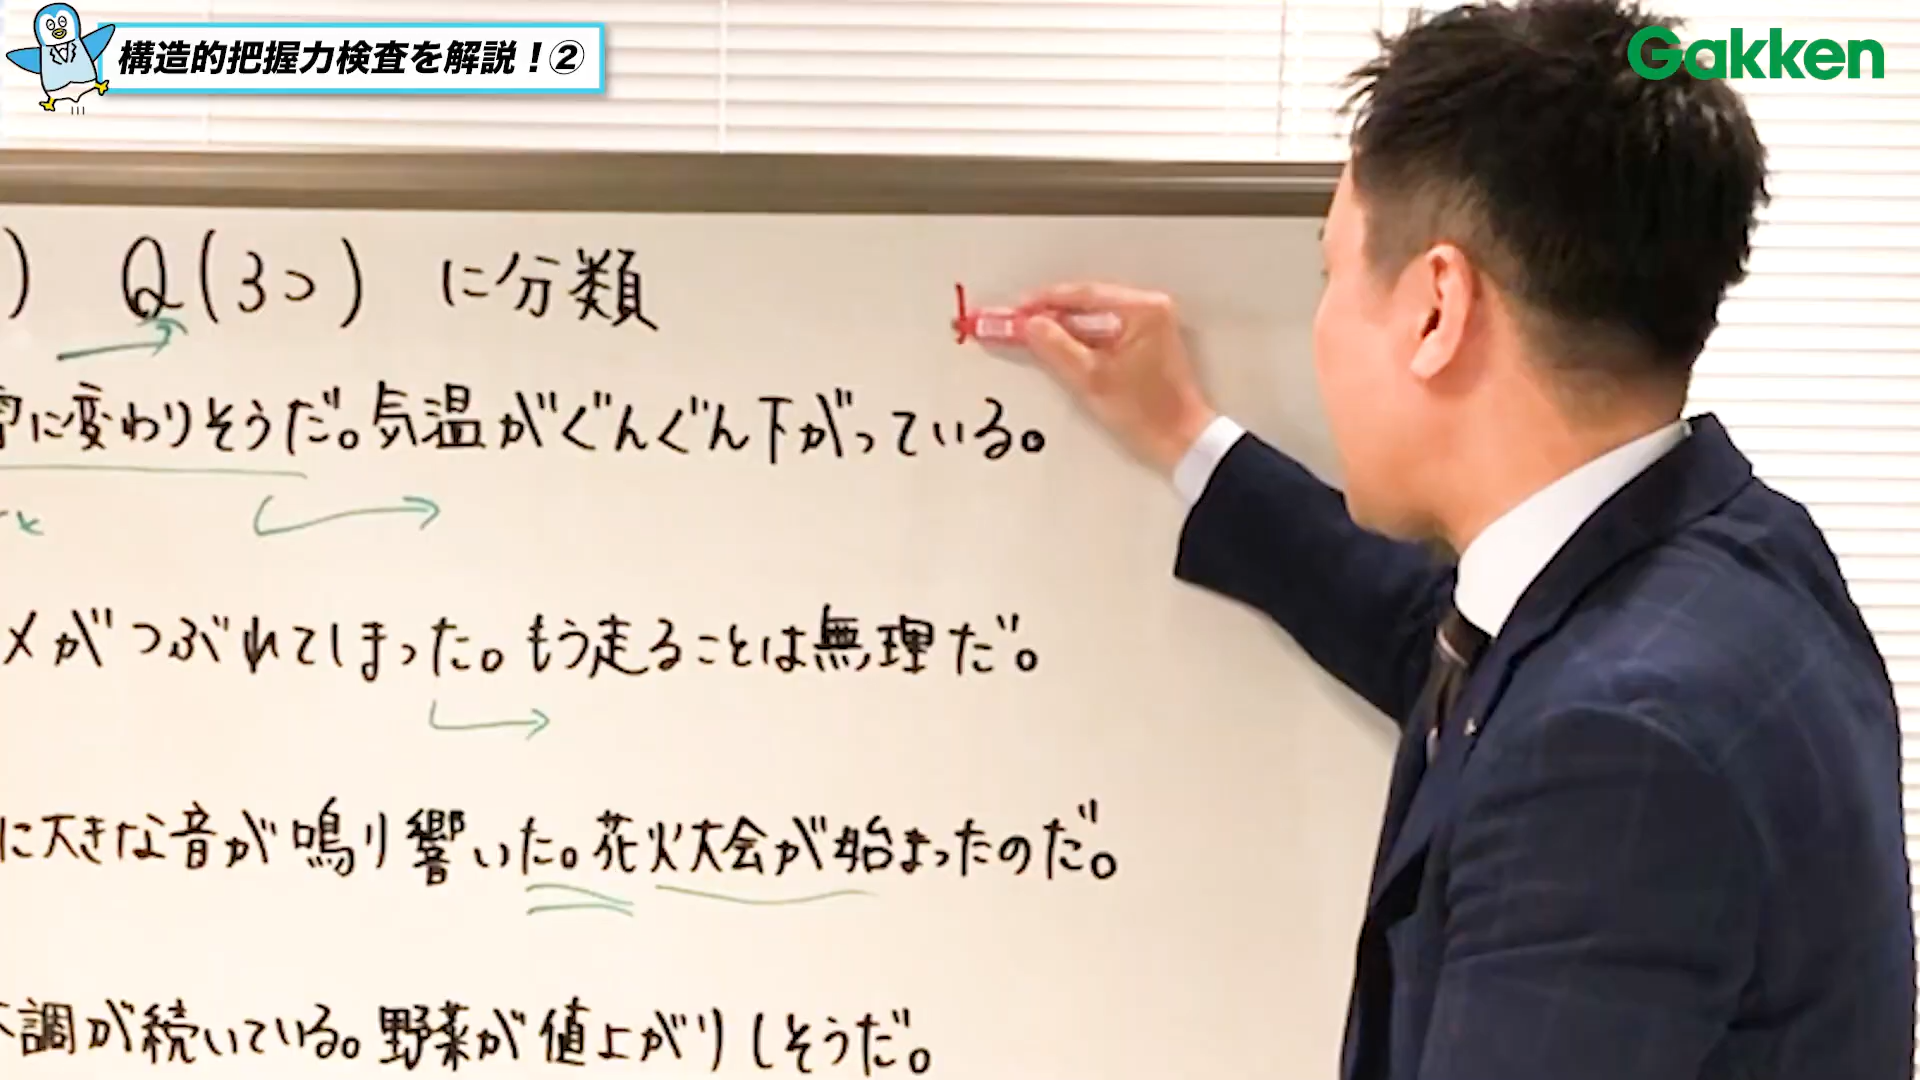 構造的把握力検査を解説！②
Gakken
) Q(3つ) に分類
に変わりそうだ。気温がぐんぐん下がっている。
メがつぶれてしまった。もう走ることは無理だ。
に大きな音が鳴り響いた。花火大会が始まったのだ。
調が続いている。野菜が値上がりしそうだ。